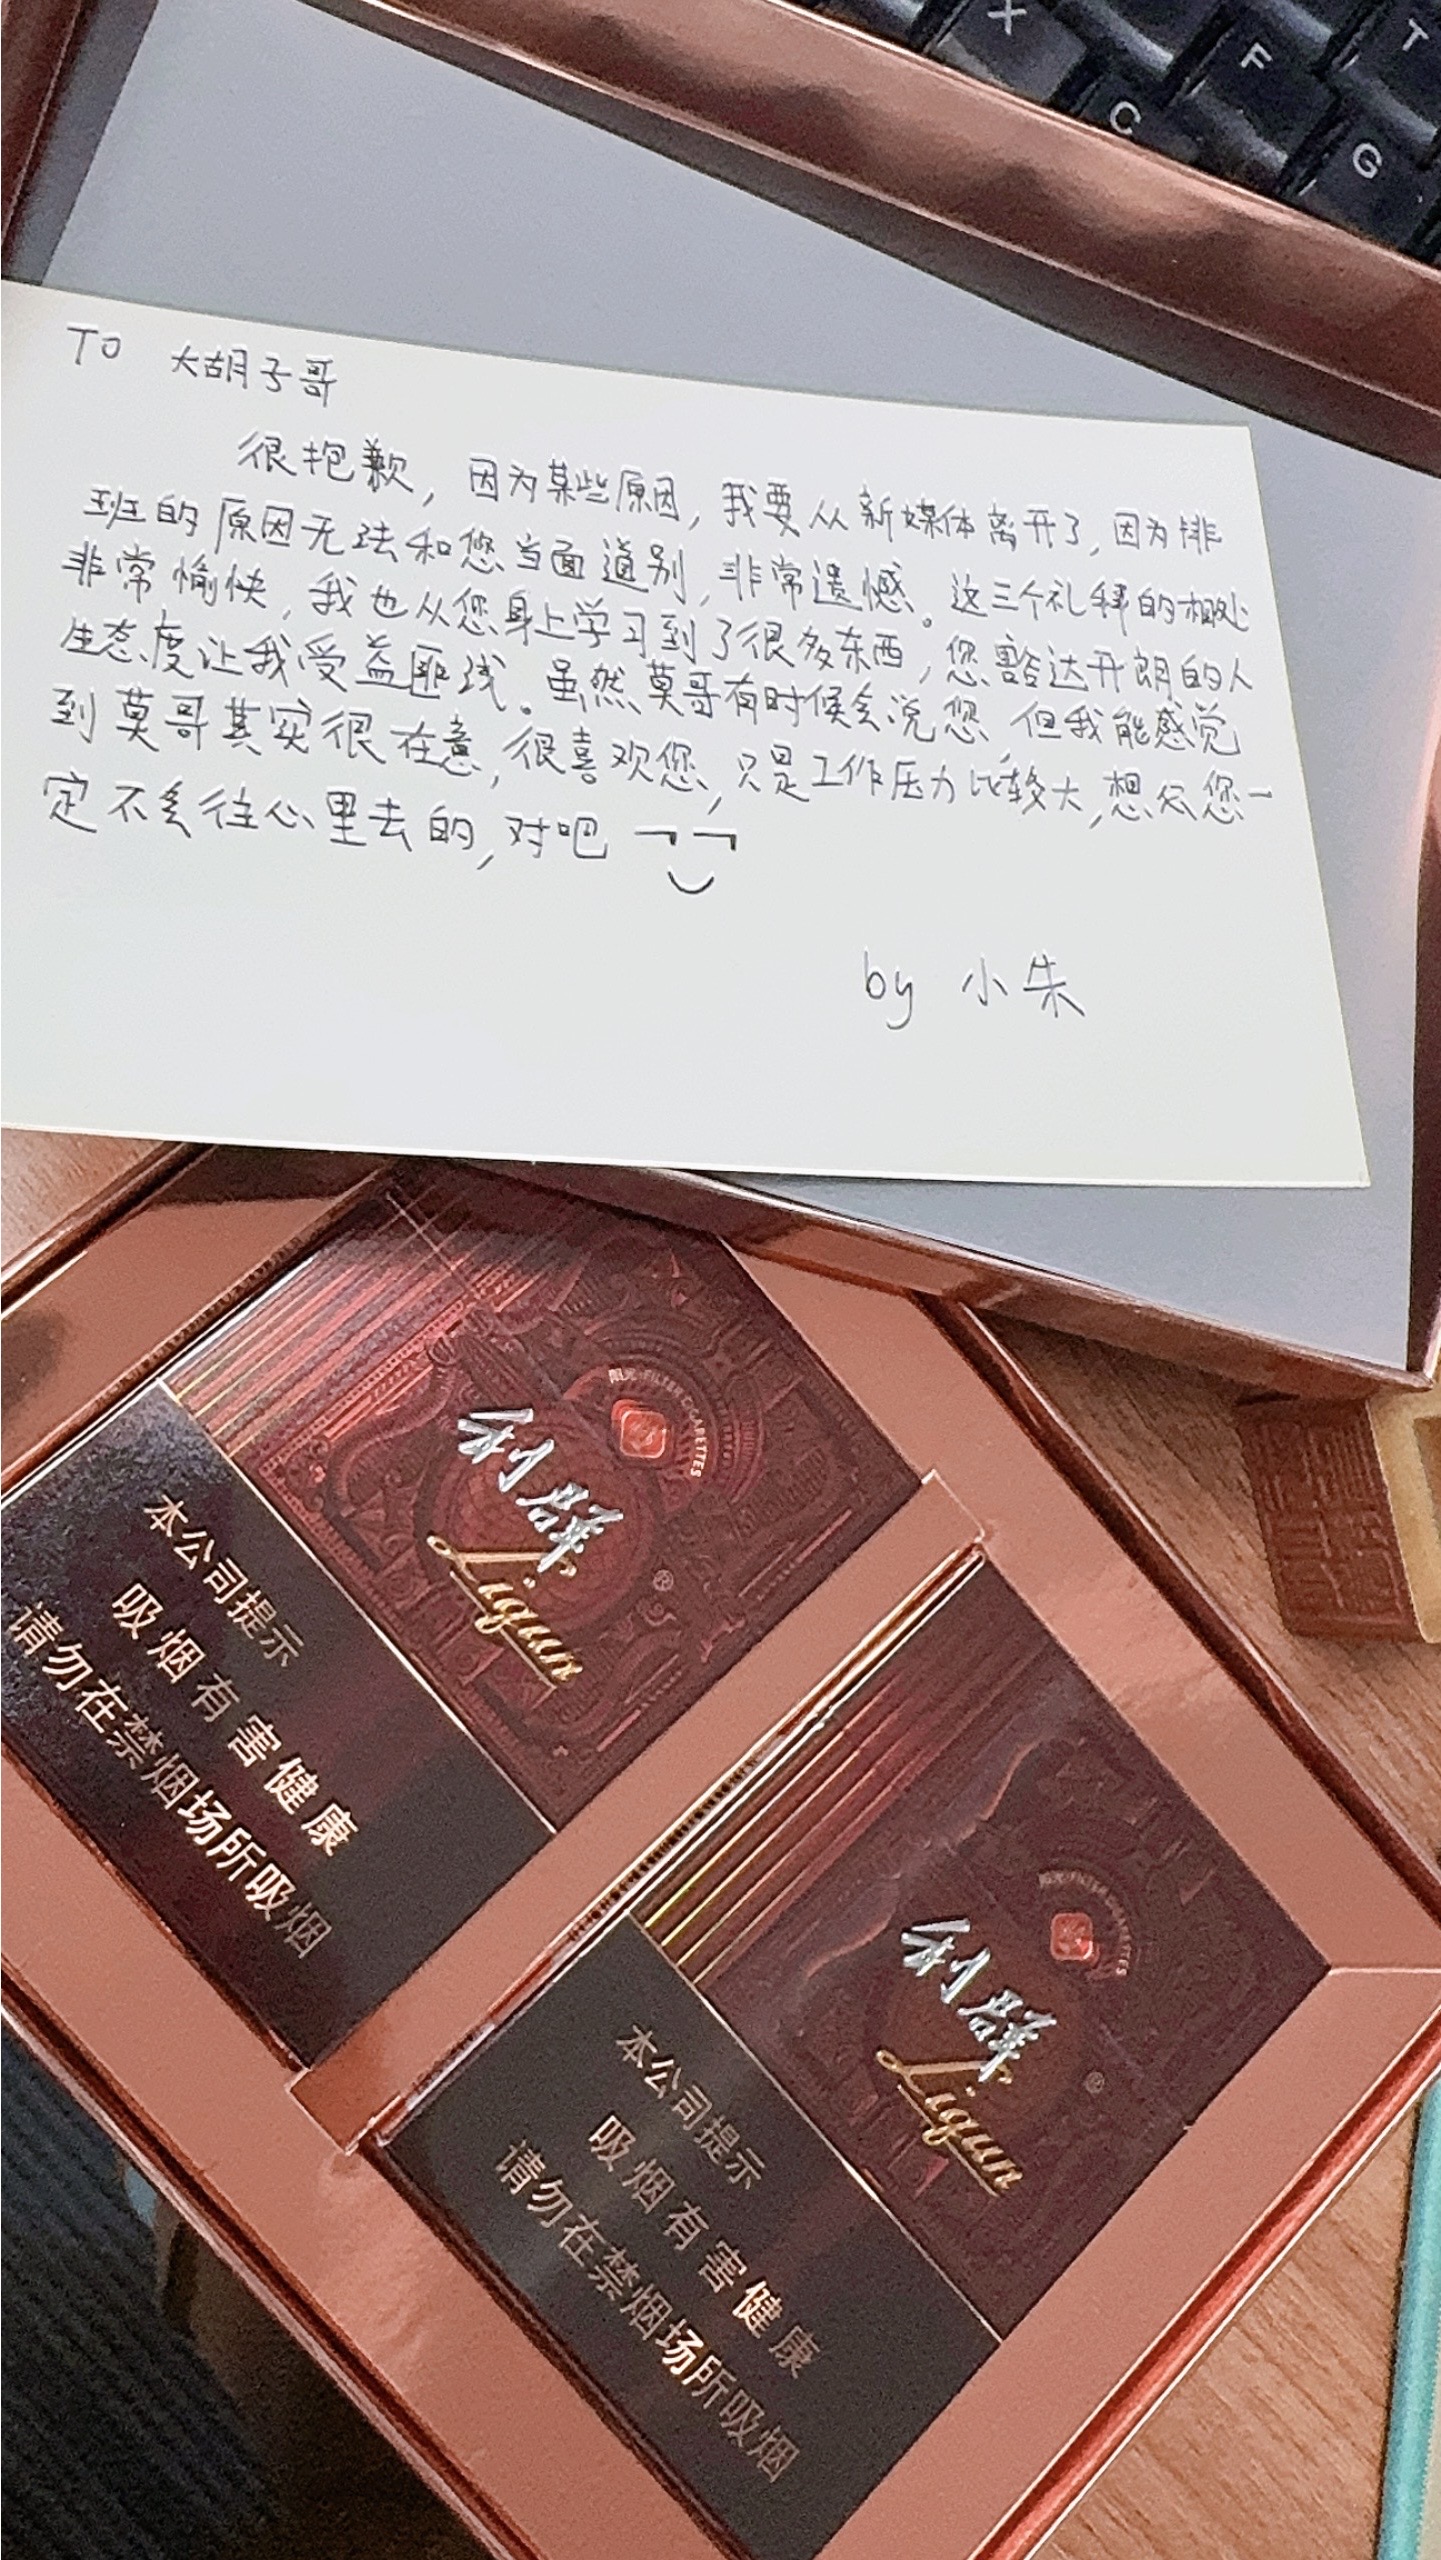 X
F
T
C
G
TO 大胡子哥
很抱歉，因为某些原因，我要从新媒体离开了，因为排
班的原因无法和您当面道别，非常遗憾。这三个礼拜的相处
非常愉快，我也从您身上学习到了很多东西，您豁达开朗的人
生态度让我受益匪浅。虽然莫哥有时候会说您，但我能感觉
到莫哥其实很在意，很喜欢您，只是工作压力比较大，想必您一
定不会往心里去的，对吧
by 小朱
阳光·FILTER CIGARETTES
利群
Liqun
®
本公司提示
吸烟有害健康
请勿在禁烟场所吸烟
阳光·FILTER CIGARETTES
利群
Liqun
®
本公司提示
吸烟有害健康
请勿在禁烟场所吸烟